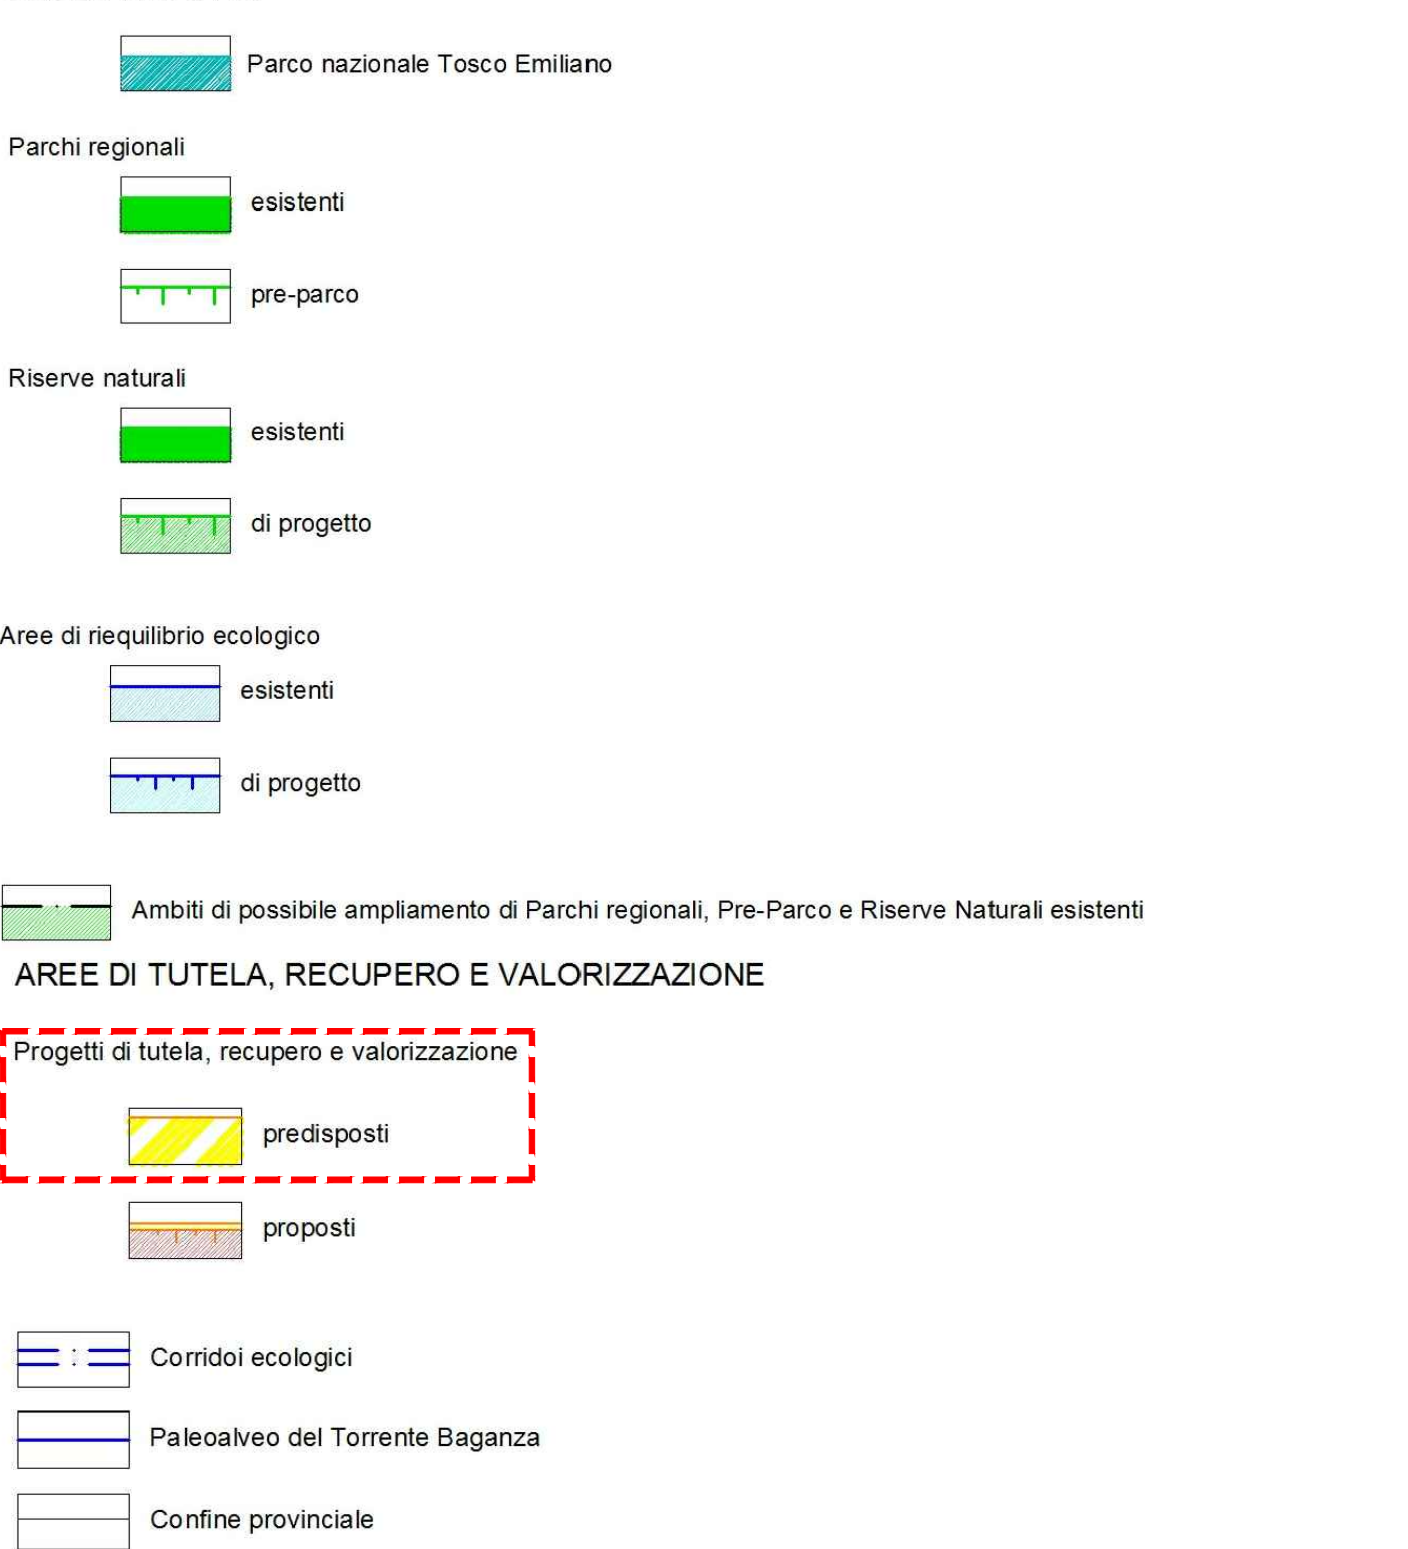 Parco nazionale Tosco Emiliano
Parchi regionali
esistenti
pre-parco
Riserve naturali
esistenti
di progetto
Aree di riequilibrio ecologico
esistenti
di progetto
Ambiti di possibile ampliamento di Parchi regionali, Pre-Parco e Riserve Naturali esistenti
AREE DI TUTELA, RECUPERO E VALORIZZAZIONE
Progetti di tutela, recupero e valorizzazione
predisposti
proposti
Corridoi ecologici
Paleoalveo del Torrente Baganza
Confine provinciale